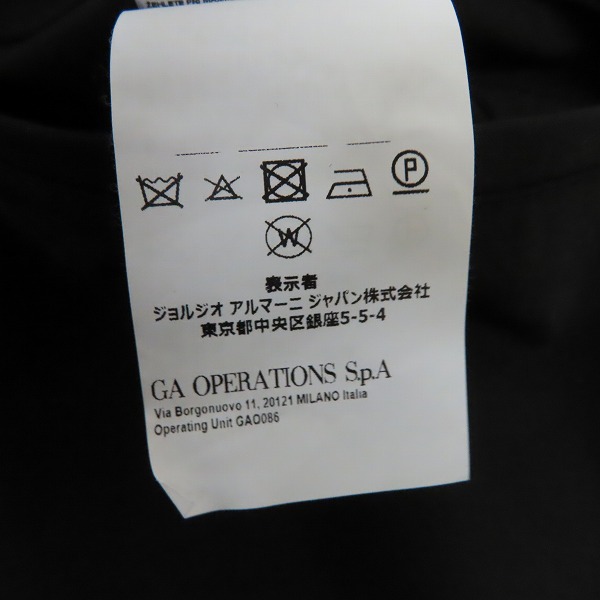 P
W
表示者
ジョルジオ アルマーニ ジャパン株式会社
東京都中央区銀座5-5-4
GA OPERATIONS S.p.A
Via Borgonuovo 11, 20121 MILANO Italia
Operating Unit GAO086